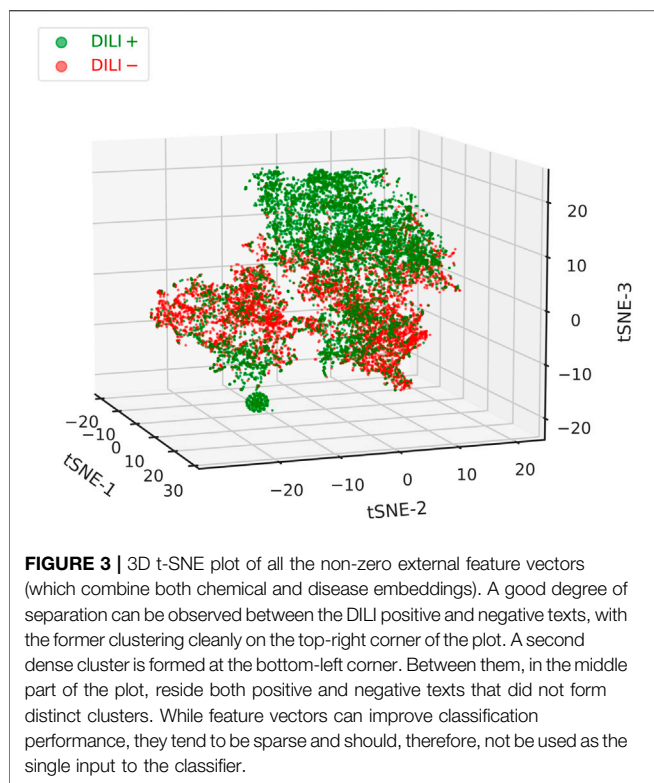 DILI +
DILI −
20
10
0
−10
−20
tSNE-3
−20
−10
0
10
20
30
tSNE-1
−20
−10
0
10
20
tSNE-2
FIGURE 3 | 3D t-SNE plot of all the non-zero external feature vectors
(which combine both chemical and disease embeddings). A good degree of
separation can be observed between the DILI positive and negative texts, with
the former clustering cleanly on the top-right corner of the plot. A second
dense cluster is formed at the bottom-left corner. Between them, in the middle
part of the plot, reside both positive and negative texts that did not form
distinct clusters. While feature vectors can improve classification
performance, they tend to be sparse and should, therefore, not be used as the
single input to the classifier.